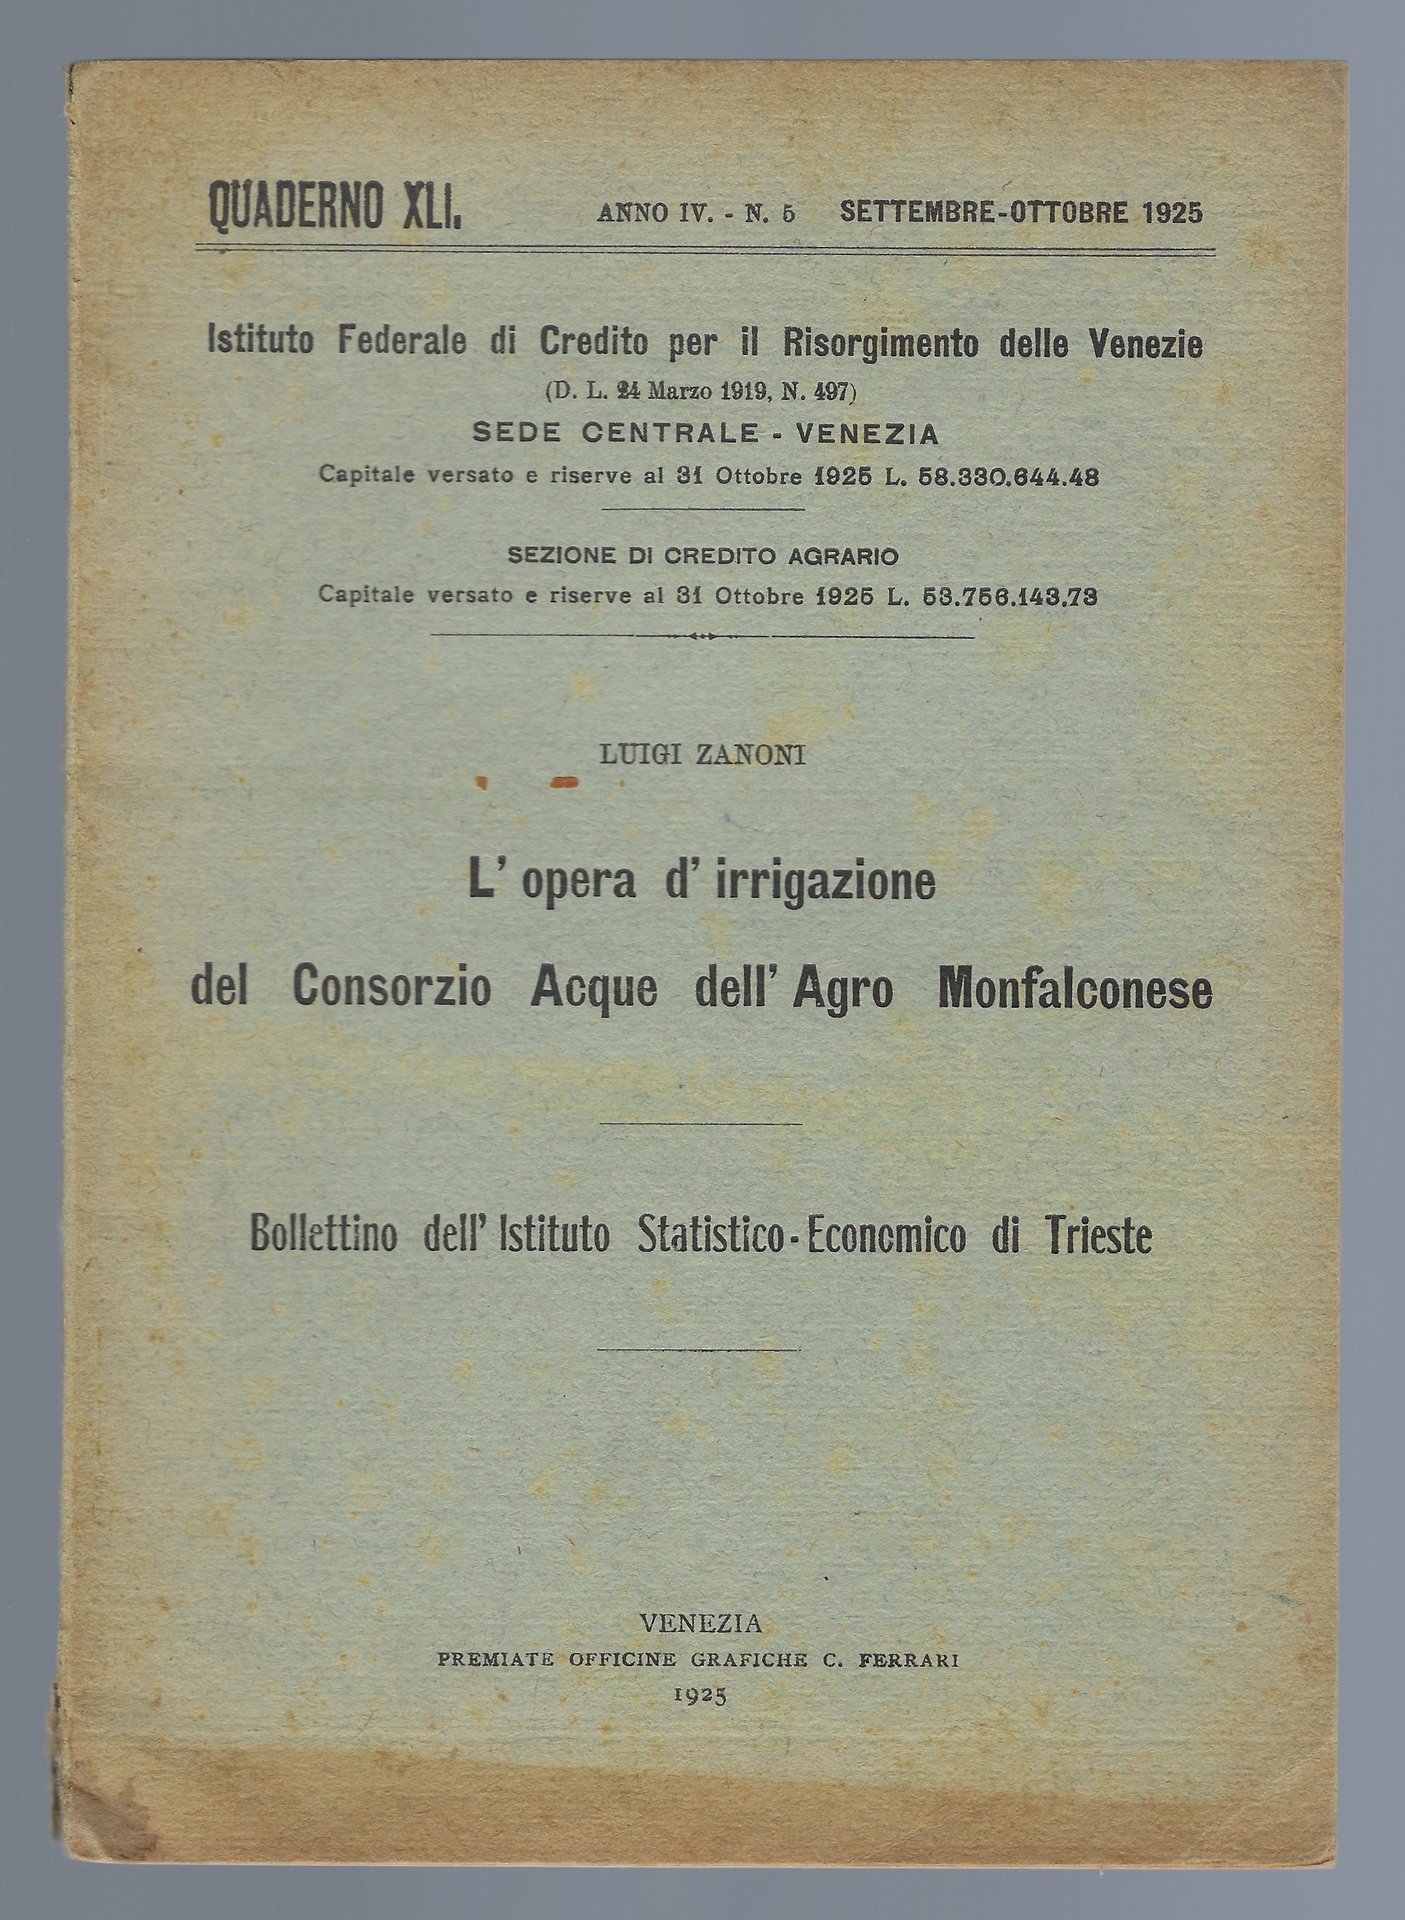 QUADERNO XLI. ANNO IV. - N. 5 SETTEMBRE-OTTOBRE 1925
Istituto Federale di Credito per il Risorgimento delle Venezie
(D. L. 24 Marzo 1919, N. 497)
SEDE CENTRALE - VENEZIA
Capitale versato e riserve al 31 Ottobre 1925 L. 58.330.644.48
SEZIONE DI CREDITO AGRARIO
Capitale versato e riserve al 31 Ottobre 1925 L. 53.756.143.73
LUIGI ZANONI
L' opera d' irrigazione
del Consorzio Acque dell' Agro Monfalconese
Bollettino dell' Istituto Statistico-Economico di Trieste
VENEZIA
PREMIATE OFFICINE GRAFICHE C. FERRARI
1925